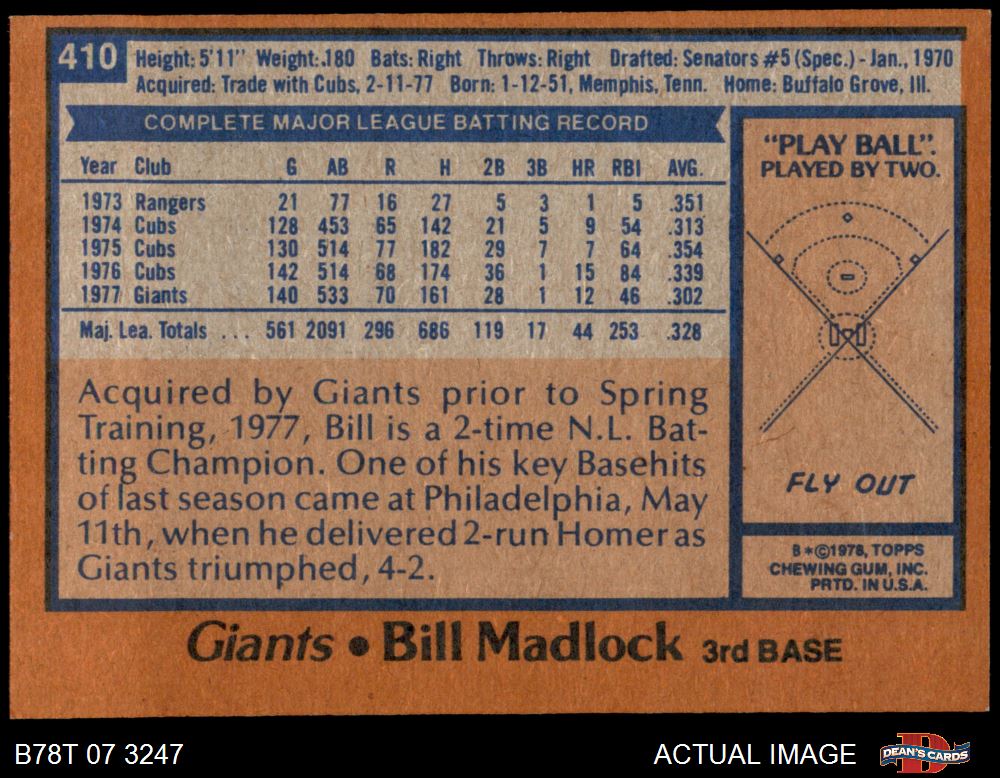 410
Height: 5'11" Weight: .180 Bats: Right Throws: Right Drafted: Senators #5 (Spec.) - Jan., 1970
Acquired: Trade with Cubs, 2-11-77 Born: 1-12-51, Memphis, Tenn. Home: Buffalo Grove, Ill.
COMPLETE MAJOR LEAGUE BATTING RECORD
Year Club G AB R H 2B 3B HR RBI AVG.
1973 Rangers 21 77 16 27 5 3 1 5 .351
1974 Cubs 128 453 65 142 21 5 9 54 .313
1975 Cubs 130 514 77 182 29 7 7 64 .354
1976 Cubs 142 514 68 174 36 1 15 84 .339
1977 Giants 140 533 70 161 28 1 12 46 .302
Maj. Lea. Totals ... 561 2091 296 686 119 17 44 253 .328
Acquired by Giants prior to Spring
Training, 1977, Bill is a 2-time N.L. Bat-
ting Champion. One of his key Basehits
of last season came at Philadelphia, May
11th, when he delivered 2-run Homer as
Giants triumphed, 4-2.
"PLAY BALL".
PLAYED BY TWO.
FLY OUT
B*©1978, TOPPS
CHEWING GUM, INC.
PRTD. IN U.S.A.
Giants • Bill Madlock 3rd BASE
B78T 07 3247
ACTUAL IMAGE
DEAN'S CARDS